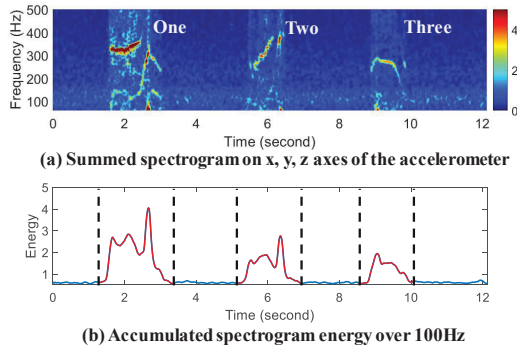 500
400
300
200
100
Frequency (Hz)
One
Two
Three
4
2
0
0 2 4 6 8 10 12
Time (second)
(a) Summed spectrogram on x, y, z axes of the accelerometer
5
4
3
2
1
Energy
0 2 4 6 8 10 12
Time (second)
(b) Accumulated spectrogram energy over 100Hz